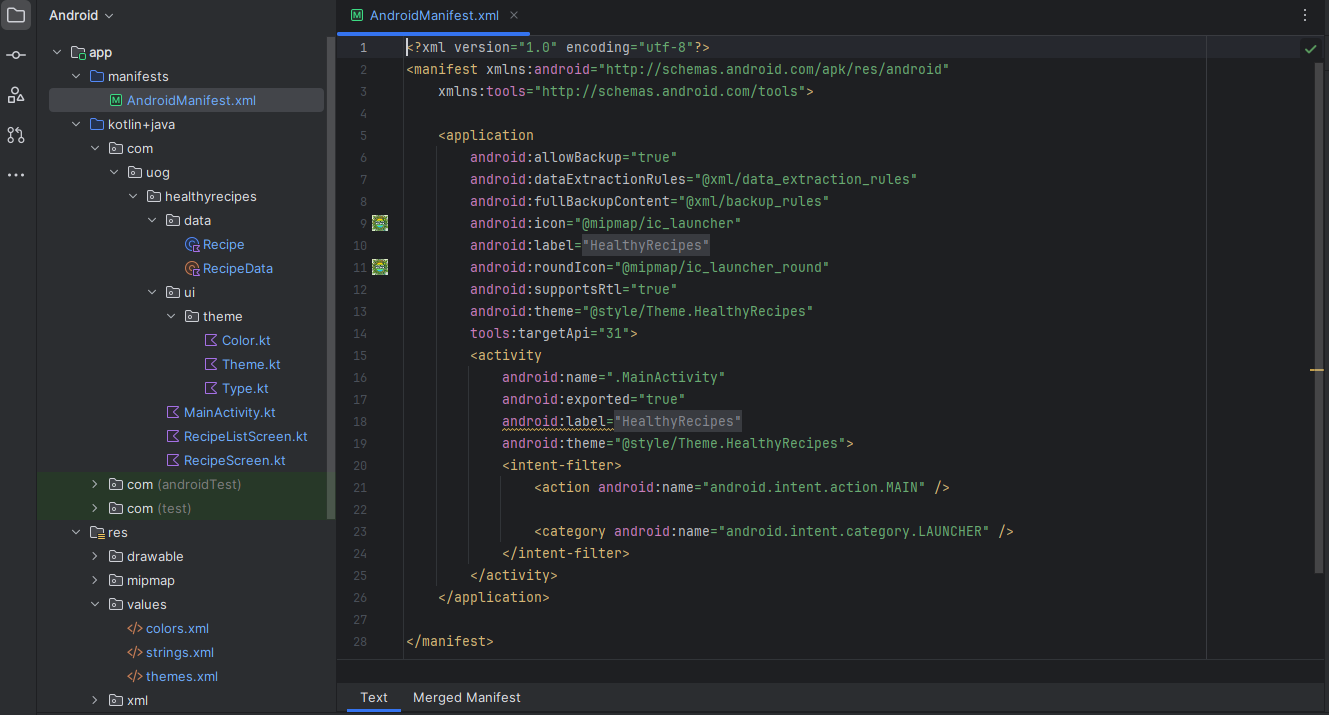 Android
app
manifests
AndroidManifest.xml
kotlin+java
com
uog
healthyrecipes
data
Recipe
RecipeData
ui
theme
Color.kt
Theme.kt
Type.kt
MainActivity.kt
RecipeListScreen.kt
RecipeScreen.kt
com (androidTest)
com (test)
res
drawable
mipmap
values
colors.xml
strings.xml
themes.xml
xml
AndroidManifest.xml
1 <?xml version="1.0" encoding="utf-8"?>
2 <manifest xmlns:android="http://schemas.android.com/apk/res/android"
3 xmlns:tools="http://schemas.android.com/tools">
4
5 <application
6 android:allowBackup="true"
7 android:dataExtractionRules="@xml/data_extraction_rules"
8 android:fullBackupContent="@xml/backup_rules"
9 android:icon="@mipmap/ic_launcher"
10 android:label="HealthyRecipes"
11 android:roundIcon="@mipmap/ic_launcher_round"
12 android:supportsRtl="true"
13 android:theme="@style/Theme.HealthyRecipes"
14 tools:targetApi="31">
15 <activity
16 android:name=".MainActivity"
17 android:exported="true"
18 android:label="HealthyRecipes"
19 android:theme="@style/Theme.HealthyRecipes">
20 <intent-filter>
21 <action android:name="android.intent.action.MAIN" />
22
23 <category android:name="android.intent.category.LAUNCHER" />
24 </intent-filter>
25 </activity>
26 </application>
27
28 </manifest>
Text Merged Manifest